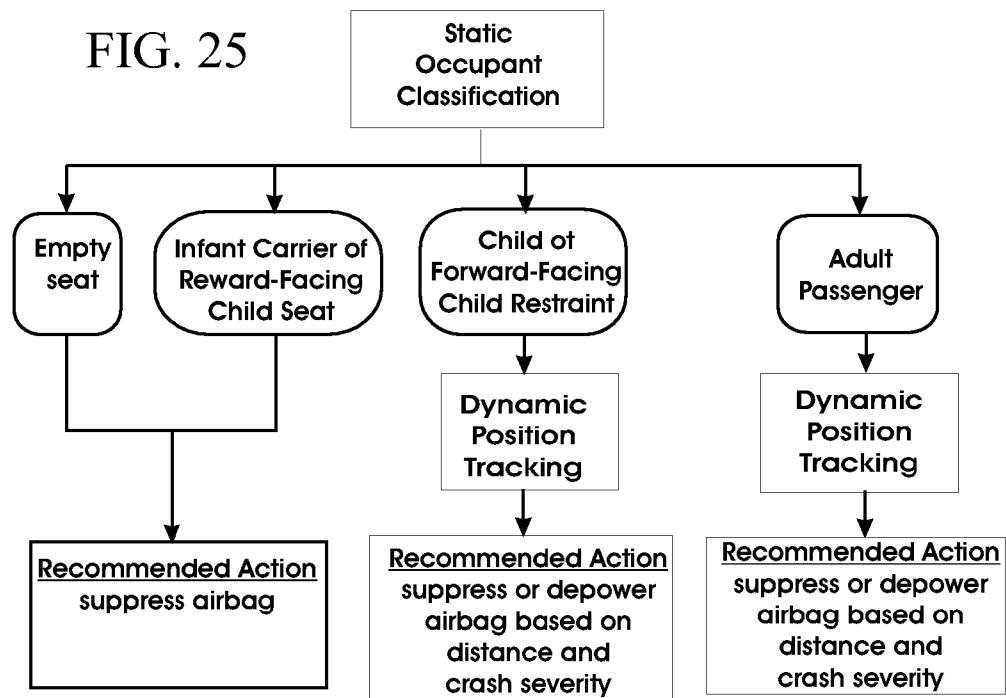 FIG. 25
Static
Occupant
Classification
Empty
seat
Infant Carrier of
Reward-Facing
Child Seat
Child ot
Forward-Facing
Child Restraint
Adult
Passenger
Dynamic
Position
Tracking
Dynamic
Position
Tracking
Recommended Action
suppress airbag
Recommended Action
suppress or depower
airbag based on
distance and
crash severity
Recommended Action
suppress or depower
airbag based on
distance and
crash severity